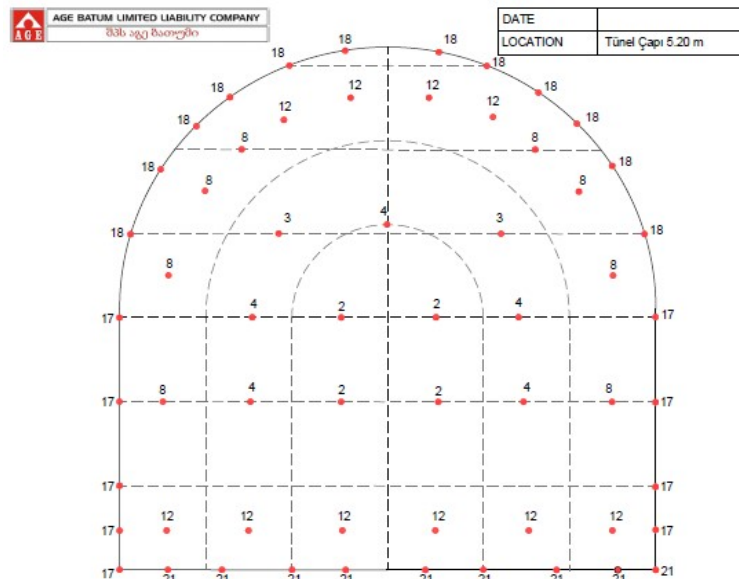 AGE BATUM LIMITED LIABILITY COMPANY
AGE შპს აგე ბათუმი
DATE
LOCATION Tünel Çapı 5.20 m
18 18
18 18
18 12 12 18
18 12 12 18
8 8 18
18 8 8
18 3 4 3 18
8 8
17 4 2 2 4 17
17 8 4 2 2 4 8 17
17 17
17 12 12 12 12 12 12 17
17 21 21 21 21 21 21 21 21 21